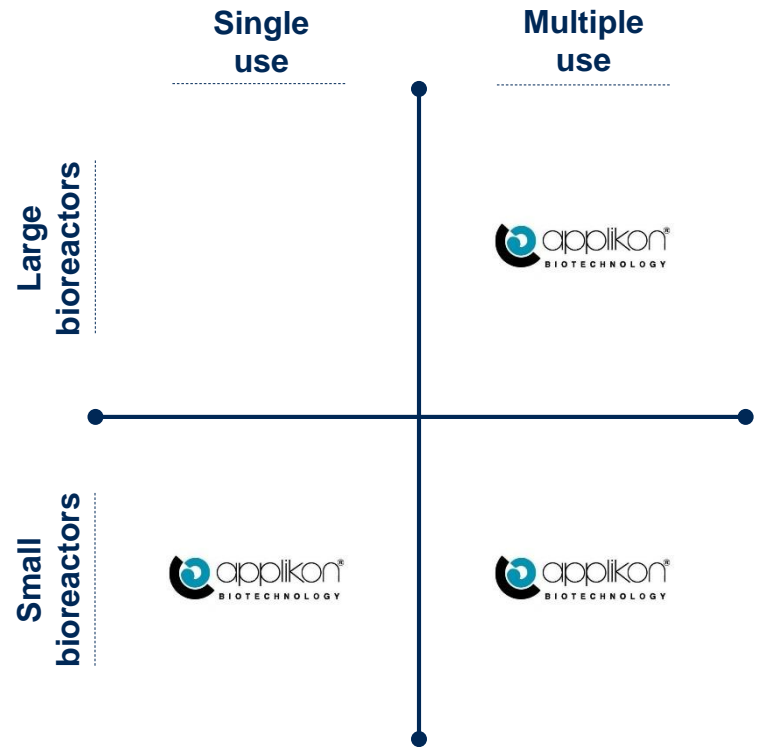 Single
use
Multiple
use
Large
bioreactors
applikon®
BIOTECHNOLOGY
Small
bioreactors
applikon®
BIOTECHNOLOGY
applikon®
BIOTECHNOLOGY